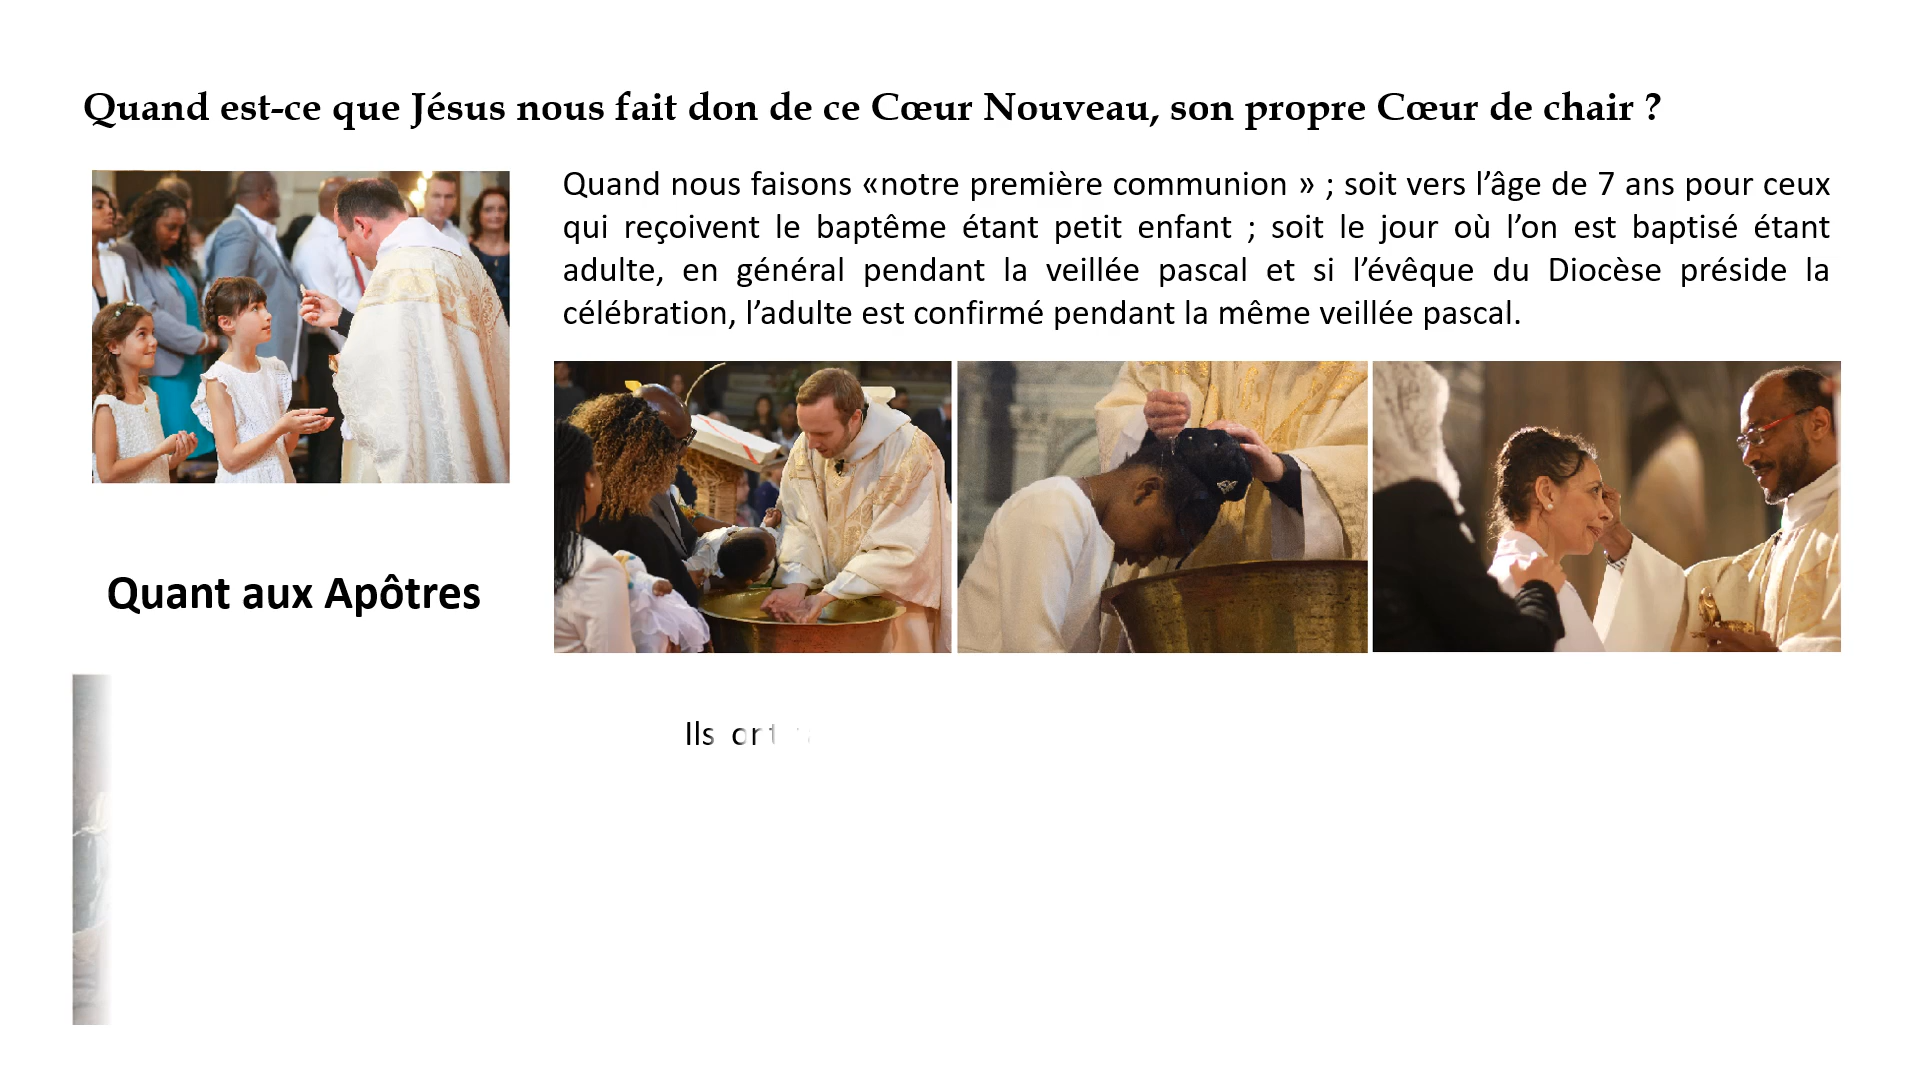 Quand est-ce que Jésus nous fait don de ce Cœur Nouveau, son propre Cœur de chair ?
Quand nous faisons «notre première communion » ; soit vers l’âge de 7 ans pour ceux
qui reçoivent le baptême étant petit enfant ; soit le jour où l’on est baptisé étant
adulte, en général pendant la veillée pascal et si l’évêque du Diocèse préside la
célébration, l’adulte est confirmé pendant la même veillée pascal.
Quant aux Apôtres
Ils